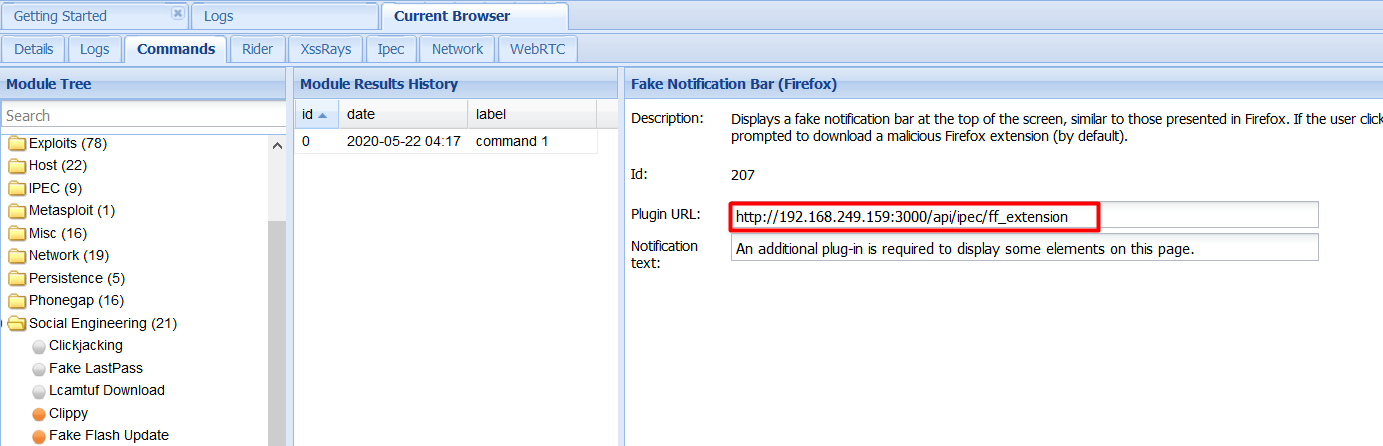 Getting Started
Logs
Current Browser
Details
Logs
Commands
Rider
XssRays
Ipec
Network
WebRTC
Module Tree
Search
Exploits (78)
Host (22)
IPEC (9)
Metasploit (1)
Misc (16)
Network (19)
Persistence (5)
Phonegap (16)
Social Engineering (21)
Clickjacking
Fake LastPass
Lcamtuf Download
Clippy
Fake Flash Update
Module Results History
id date label
0 2020-05-22 04:17 command 1
Fake Notification Bar (Firefox)
Description: Displays a fake notification bar at the top of the screen, similar to those presented in Firefox. If the user clic
prompted to download a malicious Firefox extension (by default).
Id: 207
Plugin URL: http://192.168.249.159:3000/api/ipec/ff_extension
Notification
text:
An additional plug-in is required to display some elements on this page.